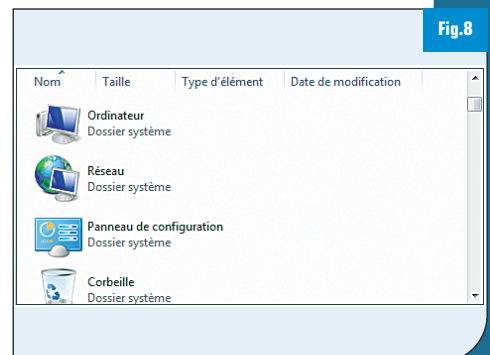 Fig.8
Nom Taille Type d'élément Date de modification
Ordinateur
Dossier système
Réseau
Dossier système
Panneau de configuration
Dossier système
Corbeille
Dossier système